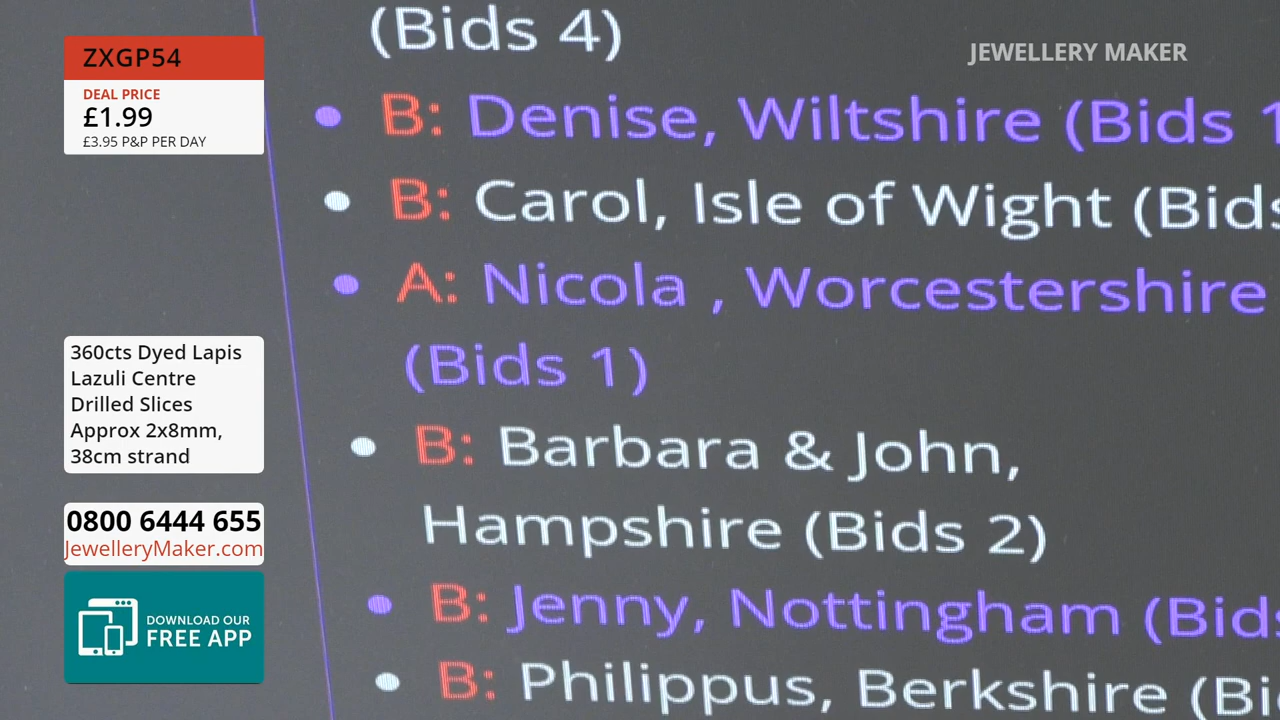 ZXGP54
DEAL PRICE
£1.99
£3.95 P&P PER DAY
360cts Dyed Lapis
Lazuli Centre
Drilled Slices
Approx 2x8mm,
38cm strand
0800 6444 655
JewelleryMaker.com
DOWNLOAD OUR
FREE APP
JEWELLERY MAKER
(Bids 4)
• B: Denise, Wiltshire (Bids 1
• B: Carol, Isle of Wight (Bids
• A: Nicola , Worcestershire
(Bids 1)
• B: Barbara & John,
Hampshire (Bids 2)
• B: Jenny, Nottingham (Bids
• B: Philippus, Berkshire (Bi